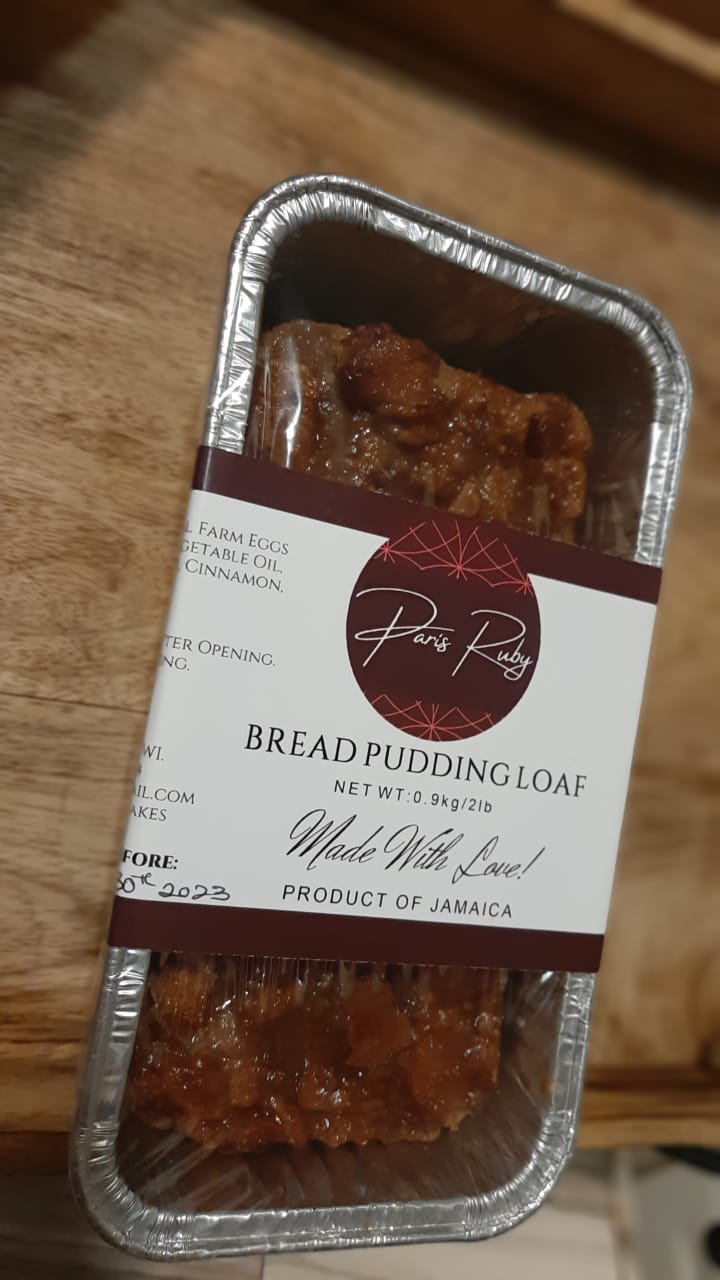 L FARM EGGS
GETABLE OIL,
CINNAMON,
TER OPENING.
NG.
WI.
IL.COM
AKES
FORE:
30TH 2023
Paris Ruby
BREAD PUDDING LOAF
NET WT:0.9kg/2lb
Made With Love!
PRODUCT OF JAMAICA